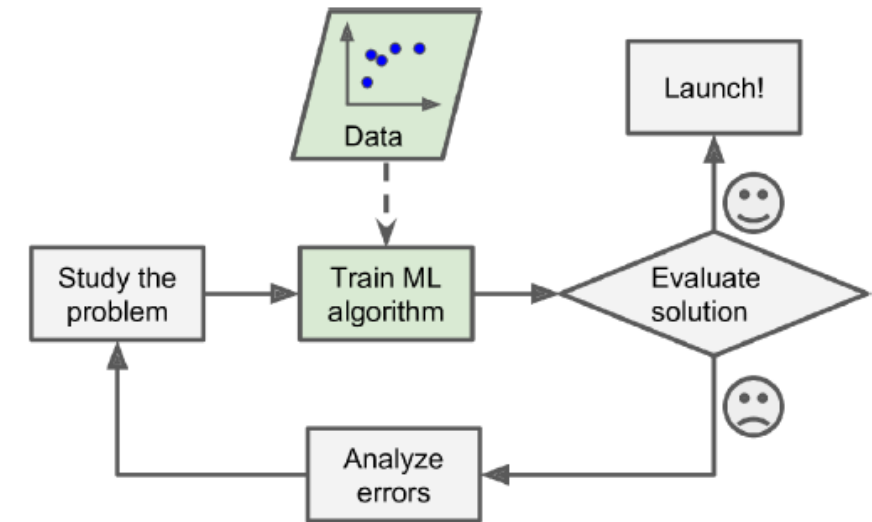 Data
Launch!
Study the
problem
Train ML
algorithm
Evaluate
solution
Analyze
errors